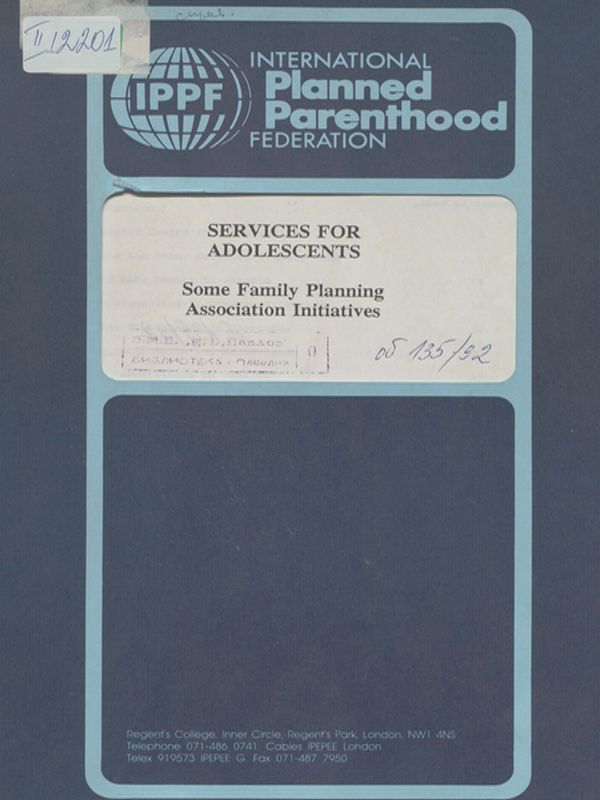 II 12201
INTERNATIONAL
Planned
Parenthood
FEDERATION
IPPF
SERVICES FOR
ADOLESCENTS
Some Family Planning
Association Initiatives
БИБЛИОТЕКА - ПЛОВДИВ
об 135/92
Regent's College, Inner Circle, Regent's Park, London, NW1 4NS
Telephone 071-486 0741. Cables IPEPEE London
Telex 919573 IPEPEE G. Fax 071-487 7950